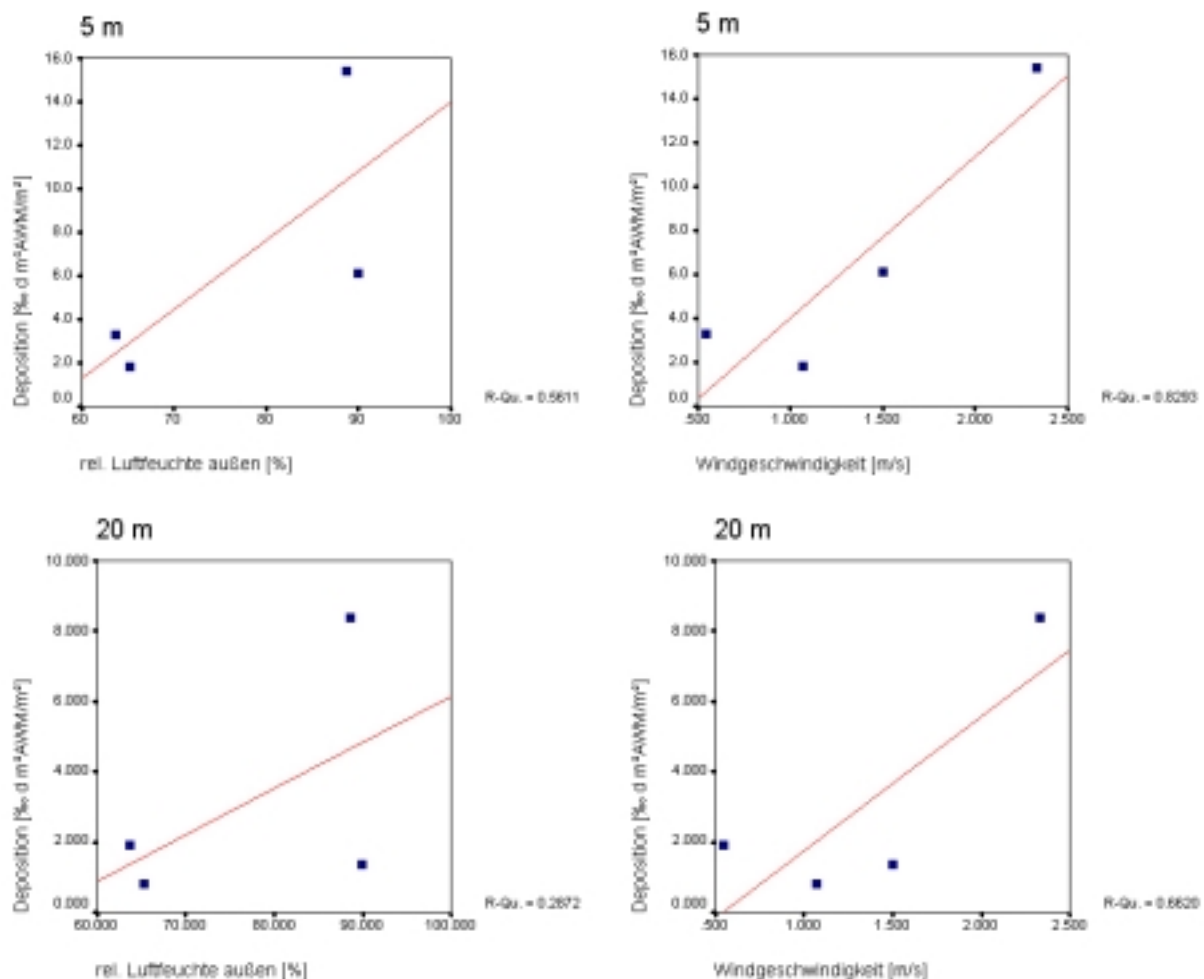 5 m
Deposition [‰ d m²AWM/m²]
16.0
14.0
12.0
10.0
8.0
6.0
4.0
2.0
0.0
60 70 80 90 100
R-Qu. = 0.5611
rel. Luftfeuchte außen [%]
5 m
Deposition [‰ d m²AWM/m²]
16.0
14.0
12.0
10.0
8.0
6.0
4.0
2.0
0.0
.500 1.000 1.500 2.000 2.500
R-Qu. = 0.8293
Windgeschwindigkeit [m/s]
20 m
Deposition [‰ d m²AWM/m²]
10.000
8.000
6.000
4.000
2.000
0.000
60.000 70.000 80.000 90.000 100.000
R-Qu. = 0.2872
rel. Luftfeuchte außen [%]
20 m
Deposition [‰ d m²AWM/m²]
10.000
8.000
6.000
4.000
2.000
0.000
.500 1.000 1.500 2.000 2.500
R-Qu. = 0.6620
Windgeschwindigkeit [m/s]